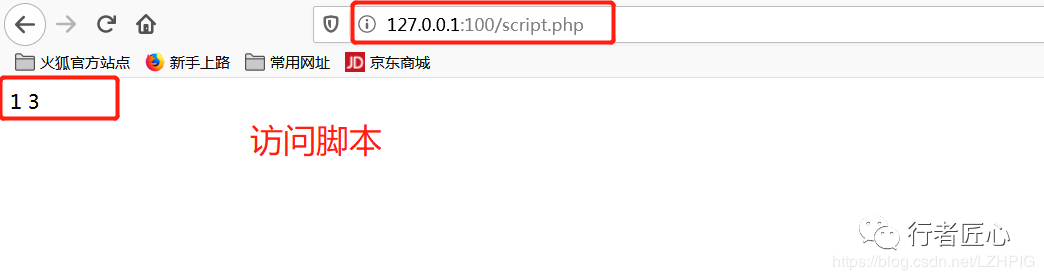 127.0.0.1:100/script.php
火狐官方站点 新手上路 常用网址 JD 京东商城
1 3
访问脚本
行者匠心
https://blog.csdn.net/LZHPIG